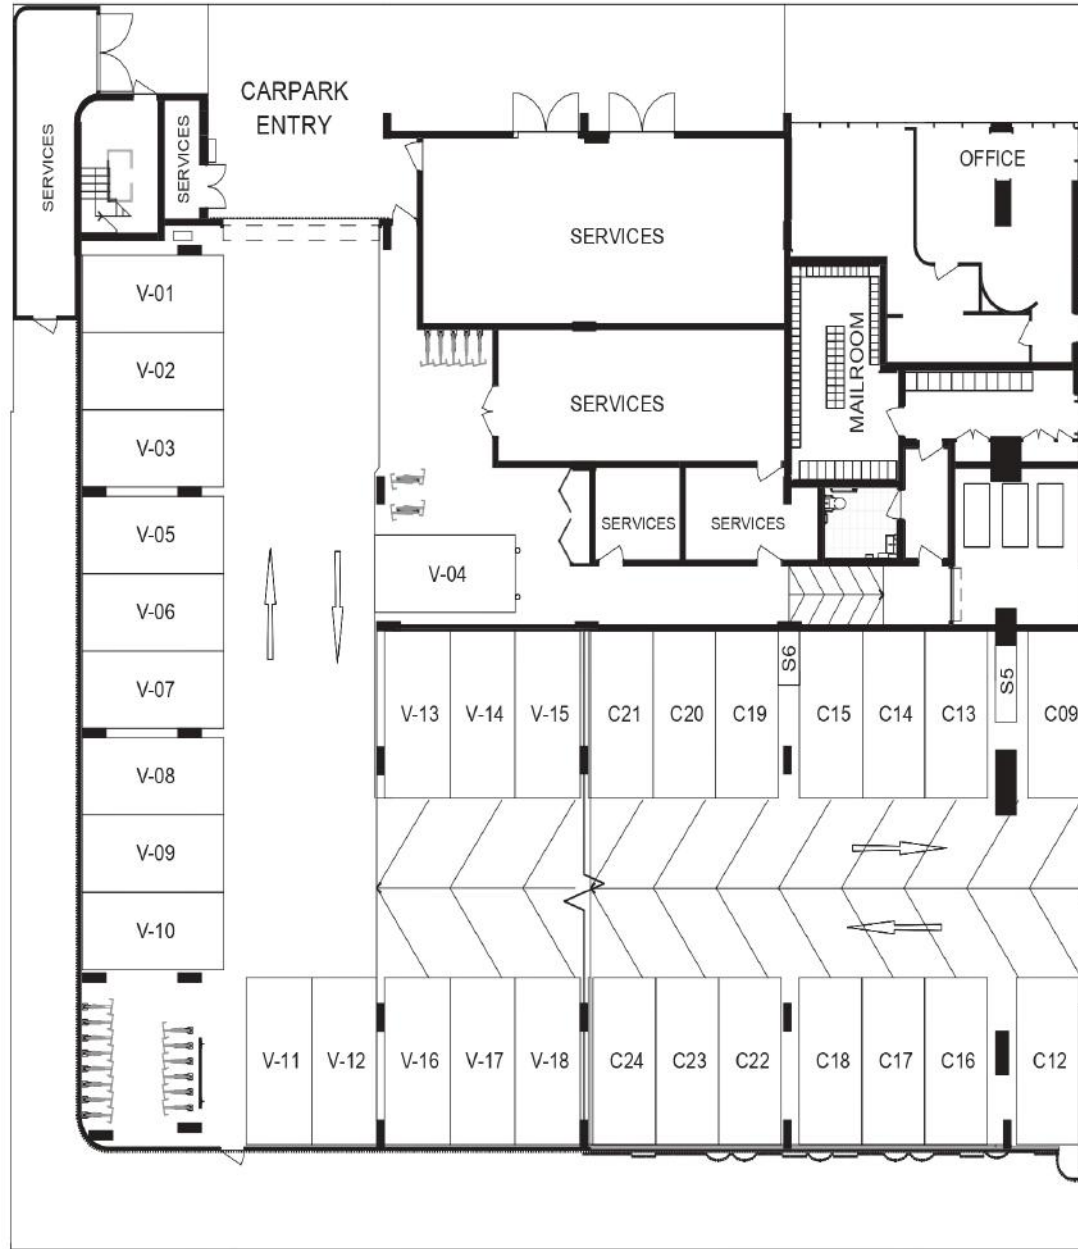 CARPARK
ENTRY
SERVICES
SERVICES
SERVICES
OFFICE
V-01
V-02
V-03
MAILROOM
SERVICES
V-05
SERVICES
SERVICES
V-04
V-06
V-07
S6
S5
V-13
V-14
V-15
C21
C20
C19
C15
C14
C13
C09
V-08
V-09
V-10
V-11
V-12
V-16
V-17
V-18
C24
C23
C22
C18
C17
C16
C12